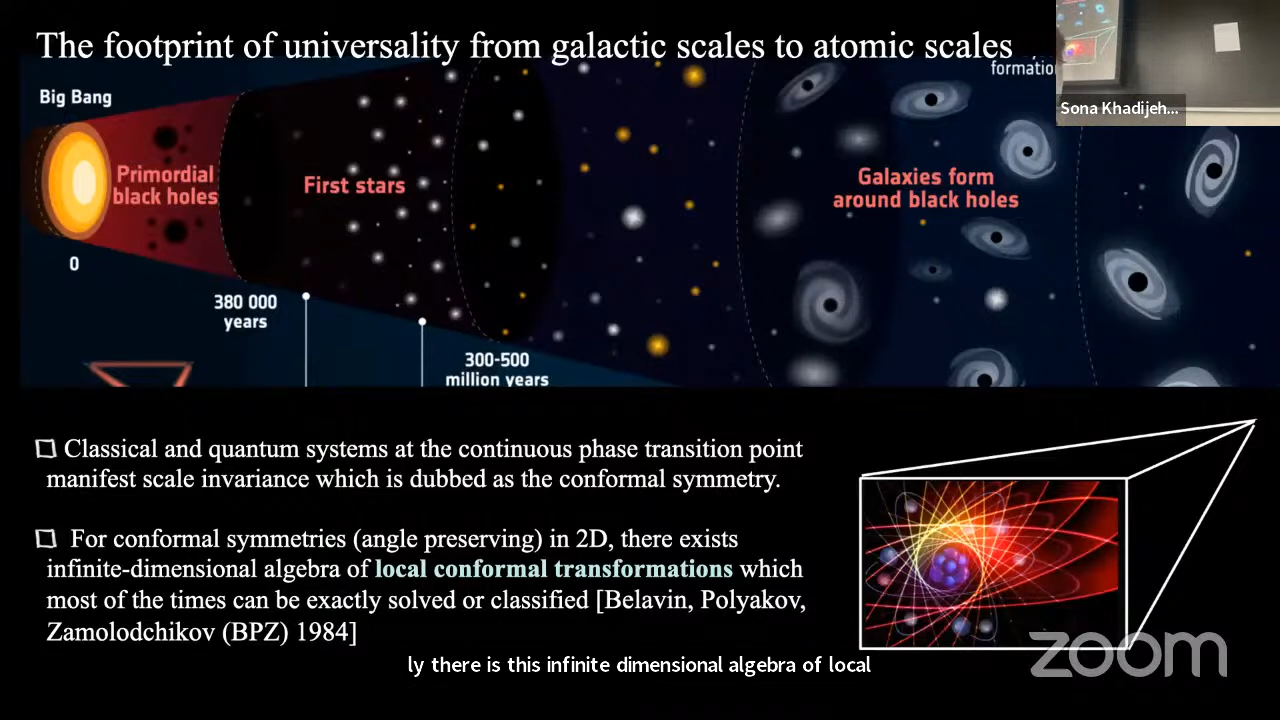 The footprint of universality from galactic scales to atomic scales
formation
Sona Khadijeh...
Big Bang
Primordial
black holes
First stars
Galaxies form
around black holes
0
380 000
years
300-500
million years
Classical and quantum systems at the continuous phase transition point
manifest scale invariance which is dubbed as the conformal symmetry.
For conformal symmetries (angle preserving) in 2D, there exists
infinite-dimensional algebra of local conformal transformations which
most of the times can be exactly solved or classified [Belavin, Polyakov,
Zamolodchikov (BPZ) 1984]
ly there is this infinite dimensional algebra of local
zoom